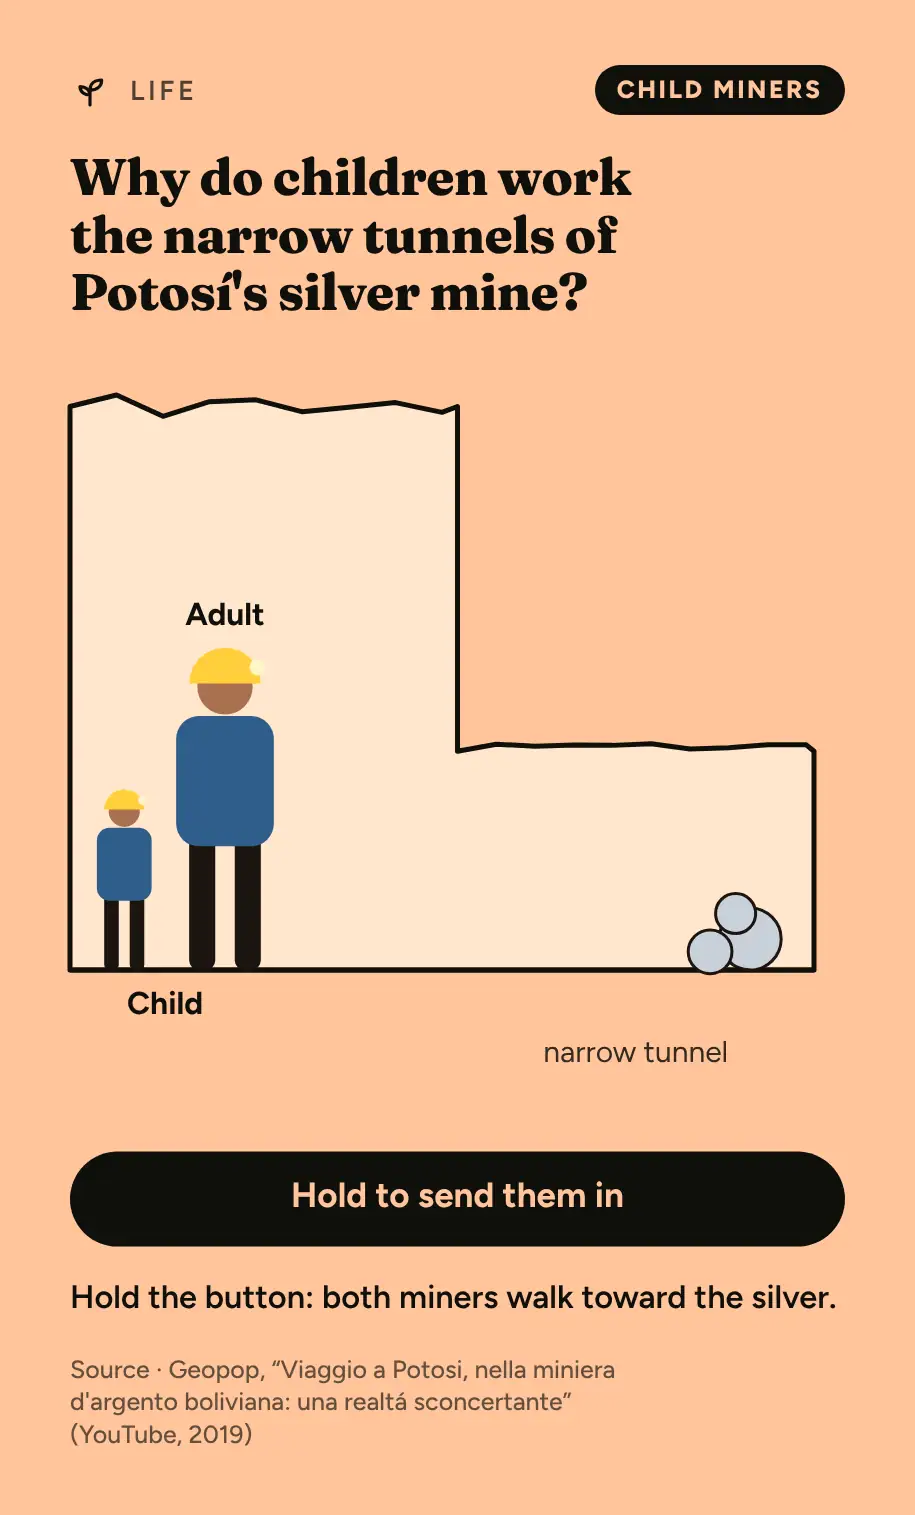 LIFE
CHILD MINERS
Why do children work
the narrow tunnels of
Potosí's silver mine?
Adult
Child
narrow tunnel
Hold to send them in
Hold the button: both miners walk toward the silver.
Source · Geopop, “Viaggio a Potosi, nella miniera
d'argento boliviana: una realtá sconcertante”
(YouTube, 2019)